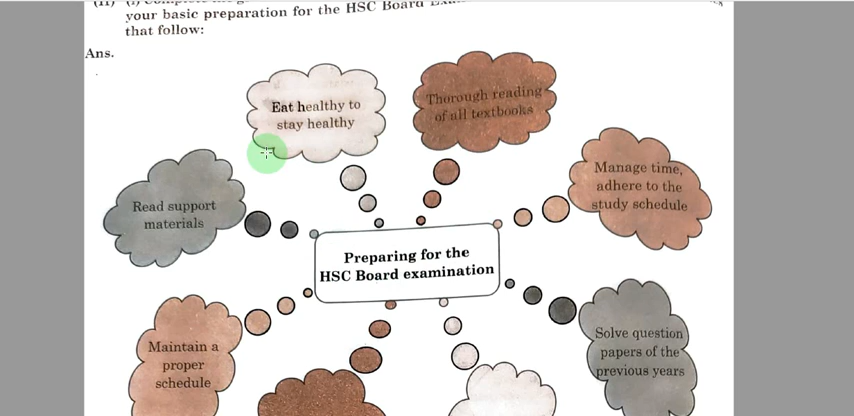 your basic preparation for the HSC Board
that follow:
Ans.
Eat healthy to
stay healthy
Thorough reading
of all textbooks
Manage time,
adhere to the
study schedule
Read support
materials
Preparing for the
HSC Board examination
Maintain a
proper
schedule
Solve question
papers of the
previous years